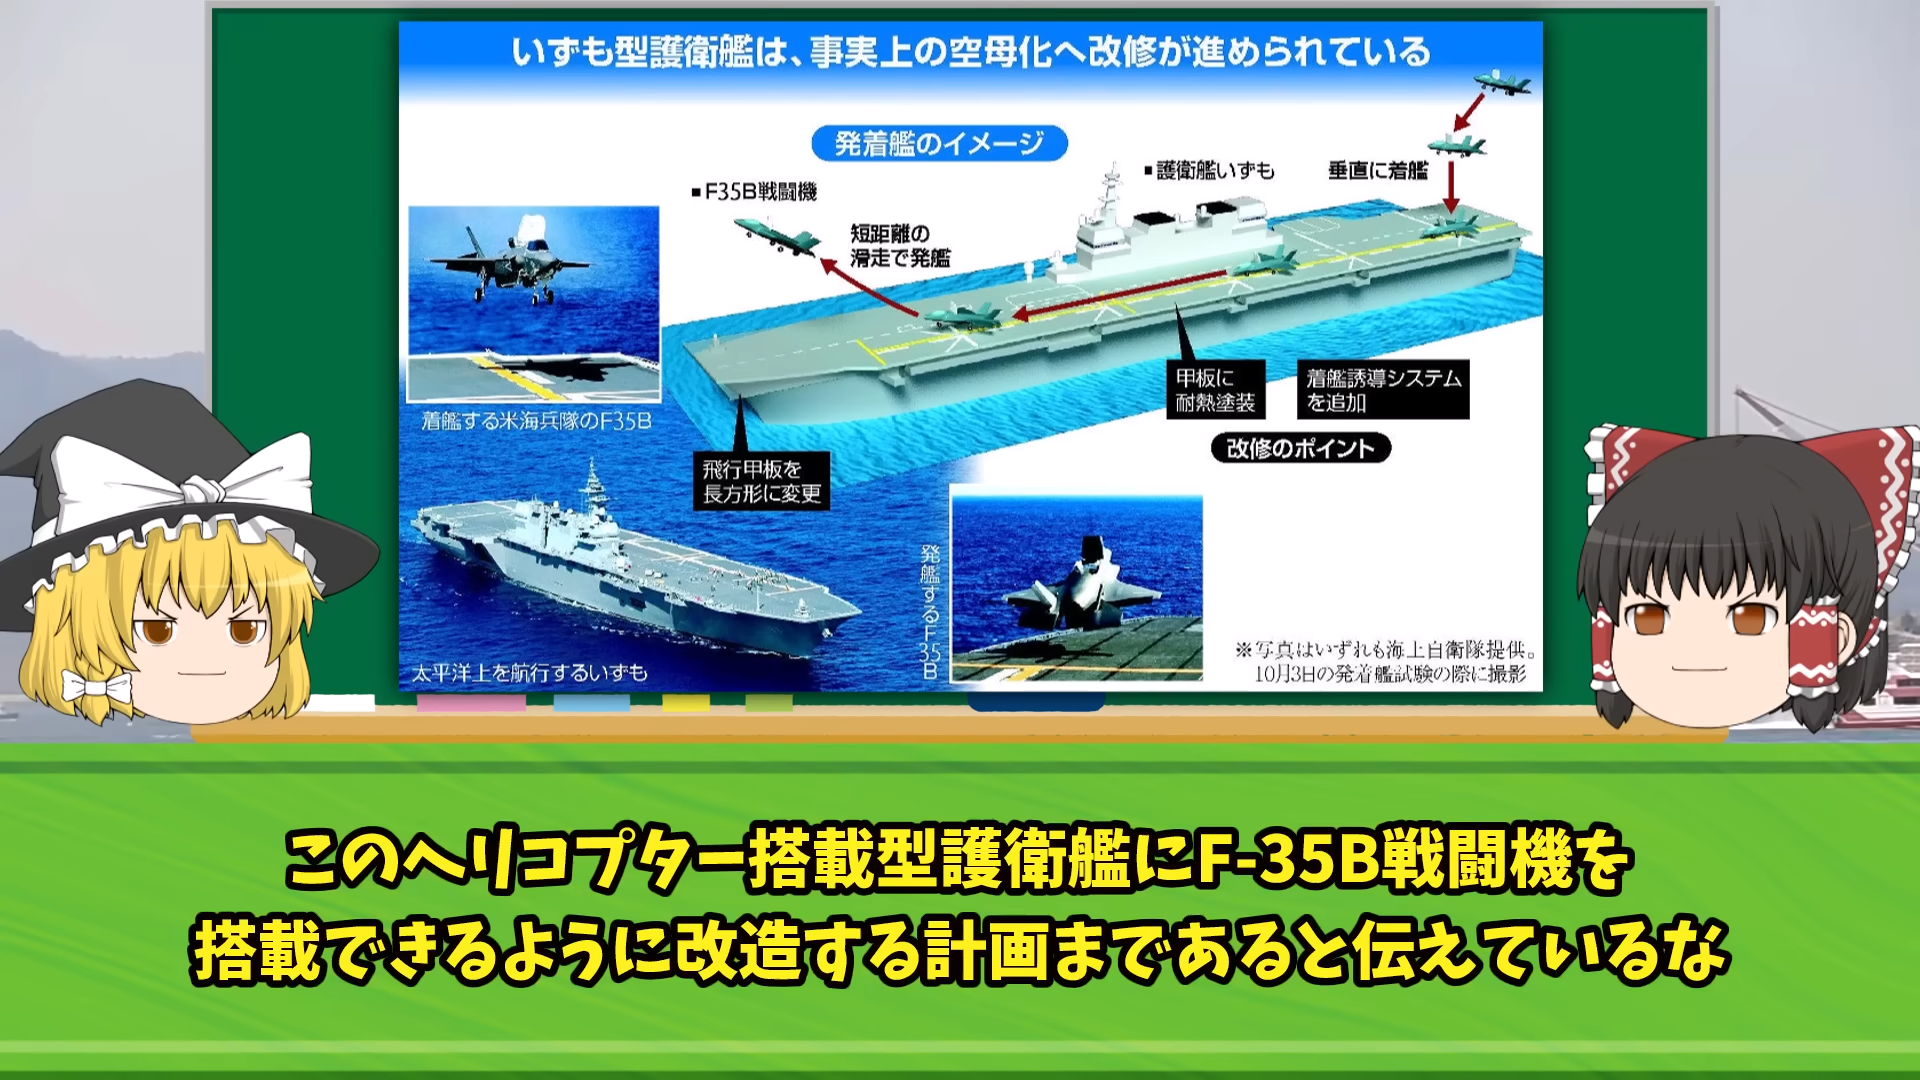 いずも型護衛艦は、事実上の空母化へ改修が進められている
発着艦のイメージ
■F35B戦闘機
短距離の
滑走で発艦
■護衛艦いずも
垂直に着艦
着艦する米海兵隊のF35B
甲板に
耐熱塗装
着艦誘導システム
を追加
改修のポイント
飛行甲板を
長方形に変更
太平洋上を航行するいずも
発艦するF35B
※写真はいずれも海上自衛隊提供。
10月3日の発着艦試験の際に撮影
このヘリコプター搭載型護衛艦にF-35B戦闘機を
搭載できるように改造する計画まであると伝えているな